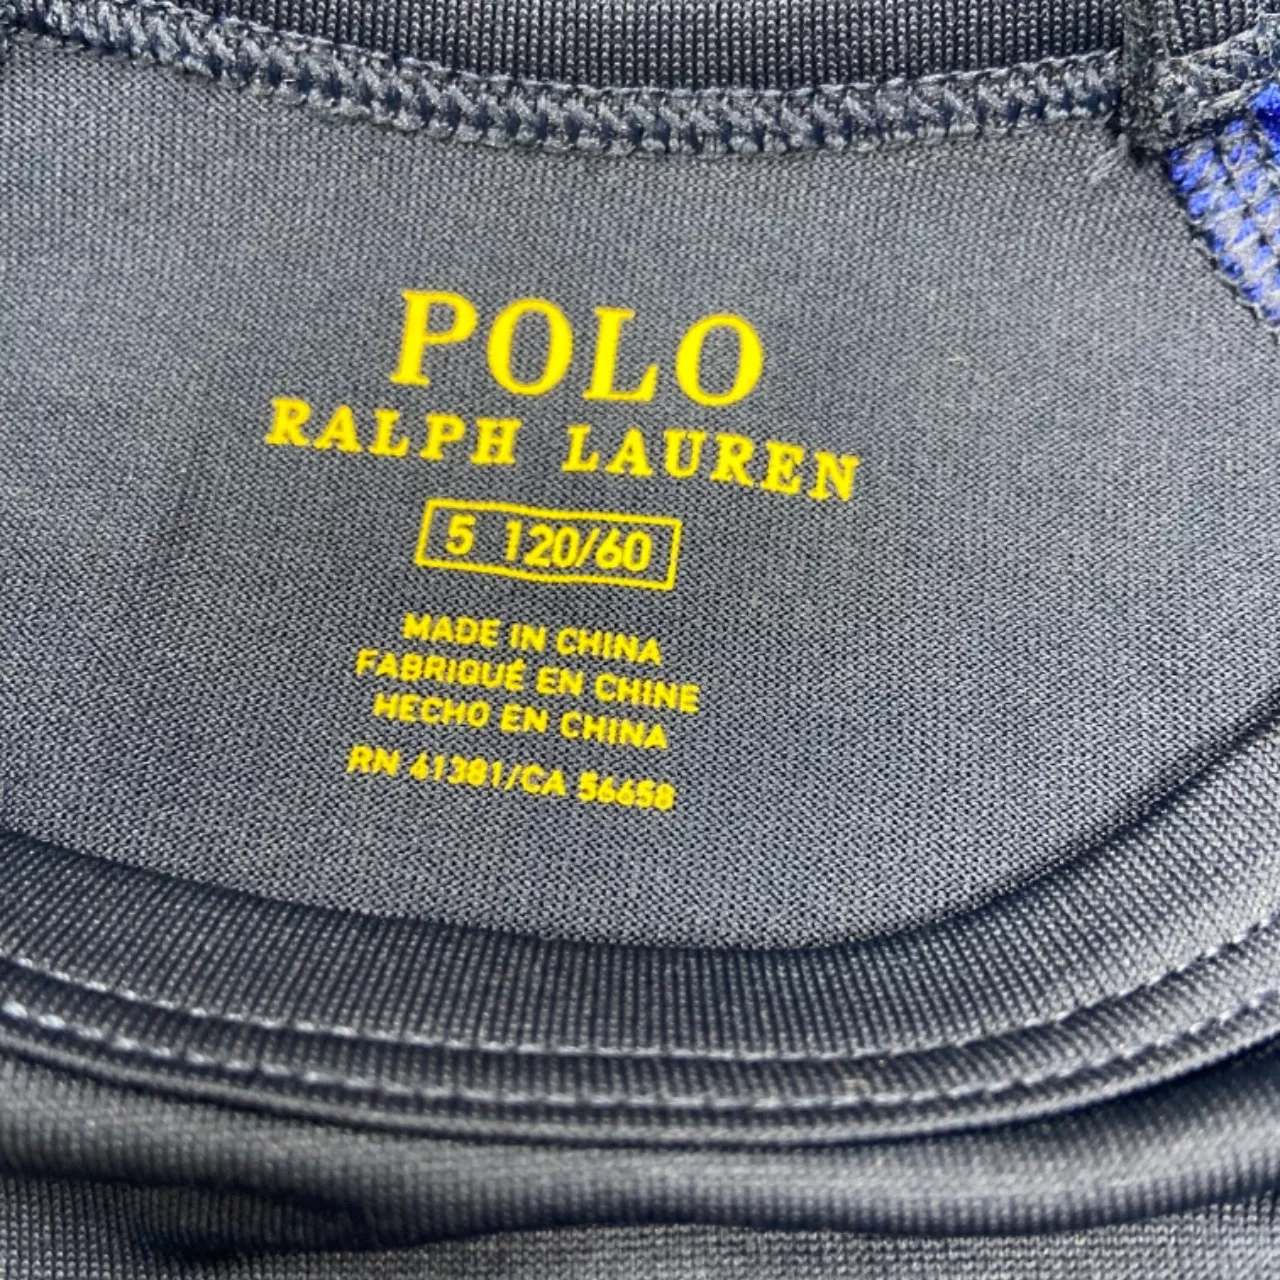 POLO
RALPH LAUREN
5 120/60
MADE IN CHINA
FABRIQUÉ EN CHINE
HECHO EN CHINA
RN 41381/CA 56658